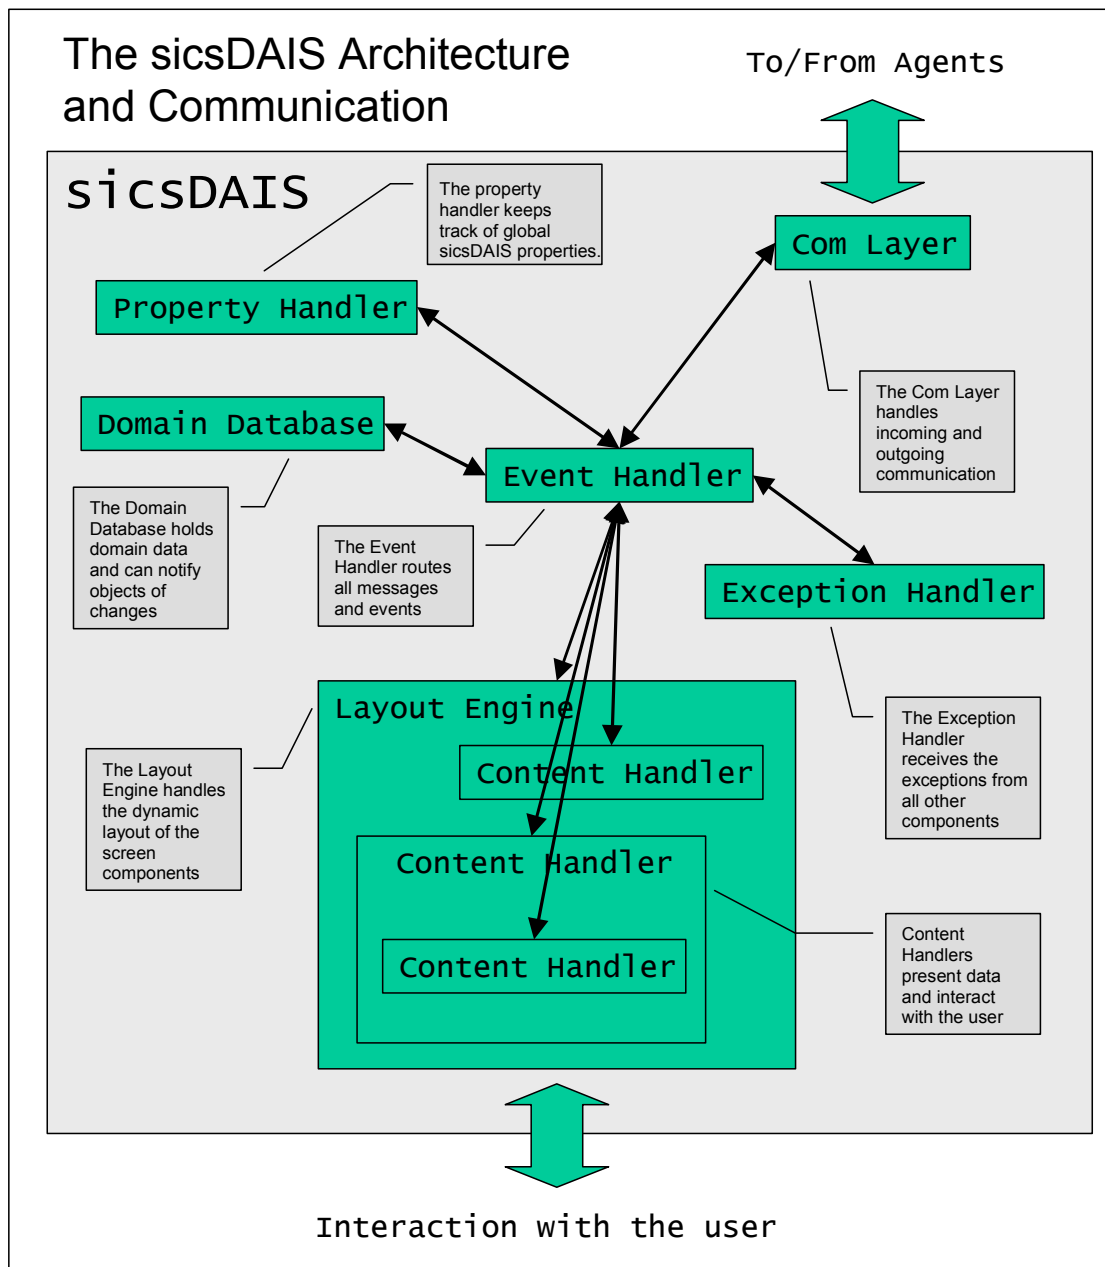 The sicsDAIS Architecture
and Communication
To/From Agents
sicsDAIS
The property
handler keeps
track of global
sicsDAIS properties.
Com Layer
Property Handler
The Com Layer
handles
incoming and
outgoing
communication
Domain Database
Event Handler
The Domain
Database holds
domain data
and can notify
objects of
changes
The Event
Handler routes
all messages
and events
Exception Handler
Layout Engine
The Exception
Handler
receives the
exceptions from
all other
components
The Layout
Engine handles
the dynamic
layout of the
screen
components
Content Handler
Content Handler
Content Handler
Content
Handlers
present data
and interact
with the user
Interaction with the user